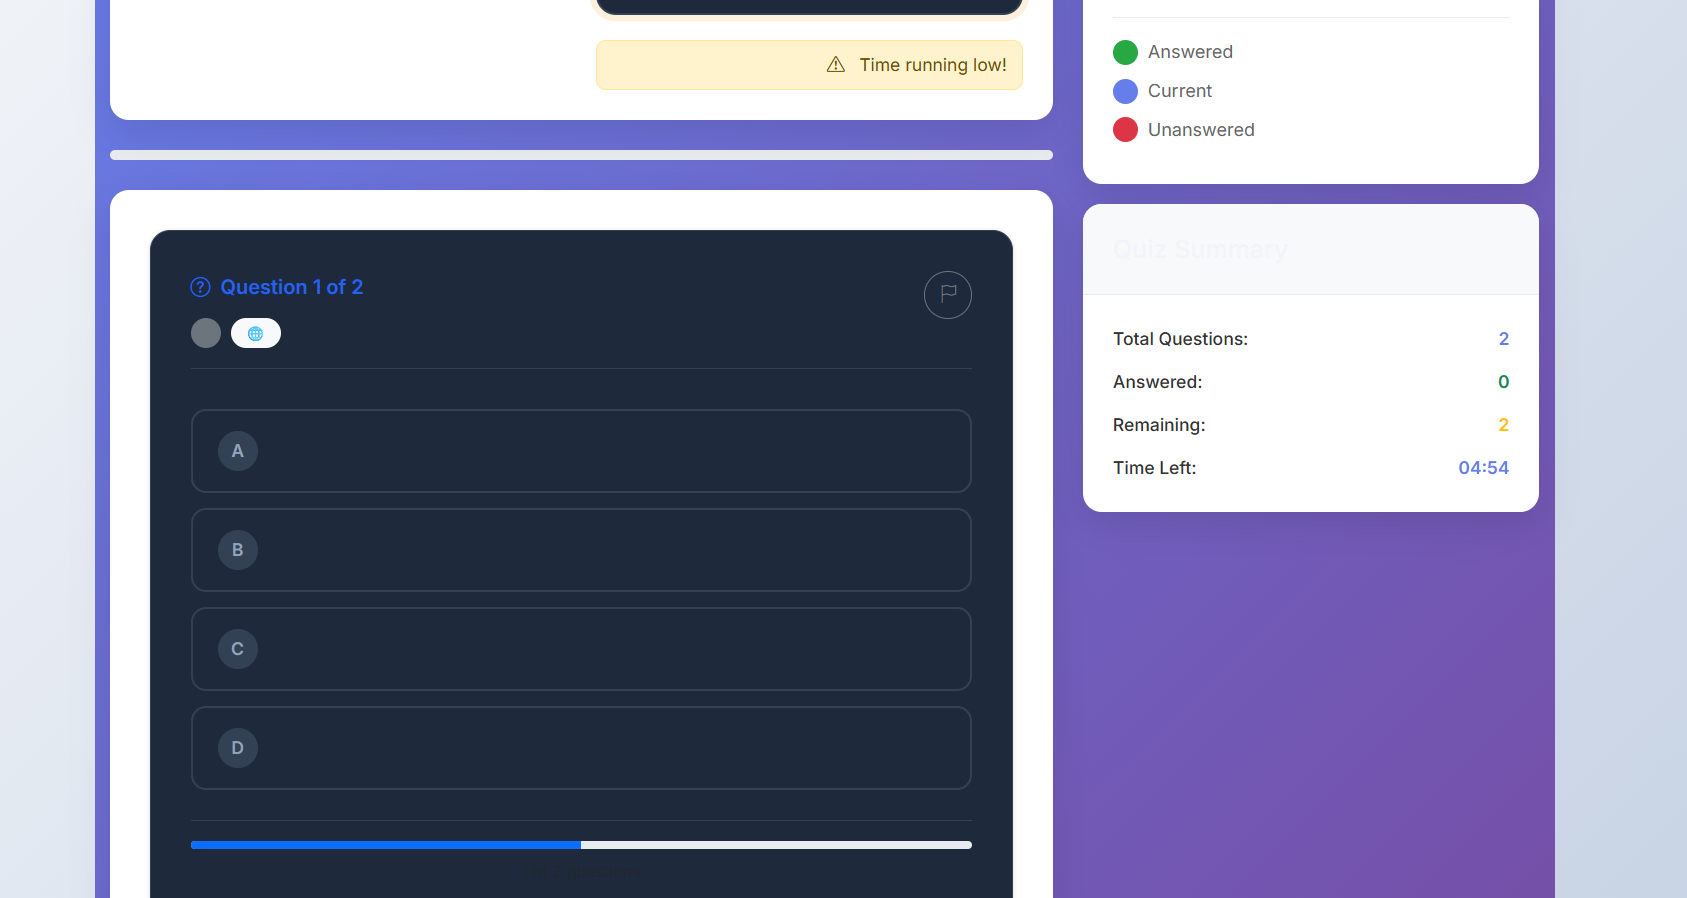 Time running low!
Question 1 of 2
A
B
C
D
Answered
Current
Unanswered
Quiz Summary
Total Questions: 2
Answered: 0
Remaining: 2
Time Left: 04:54